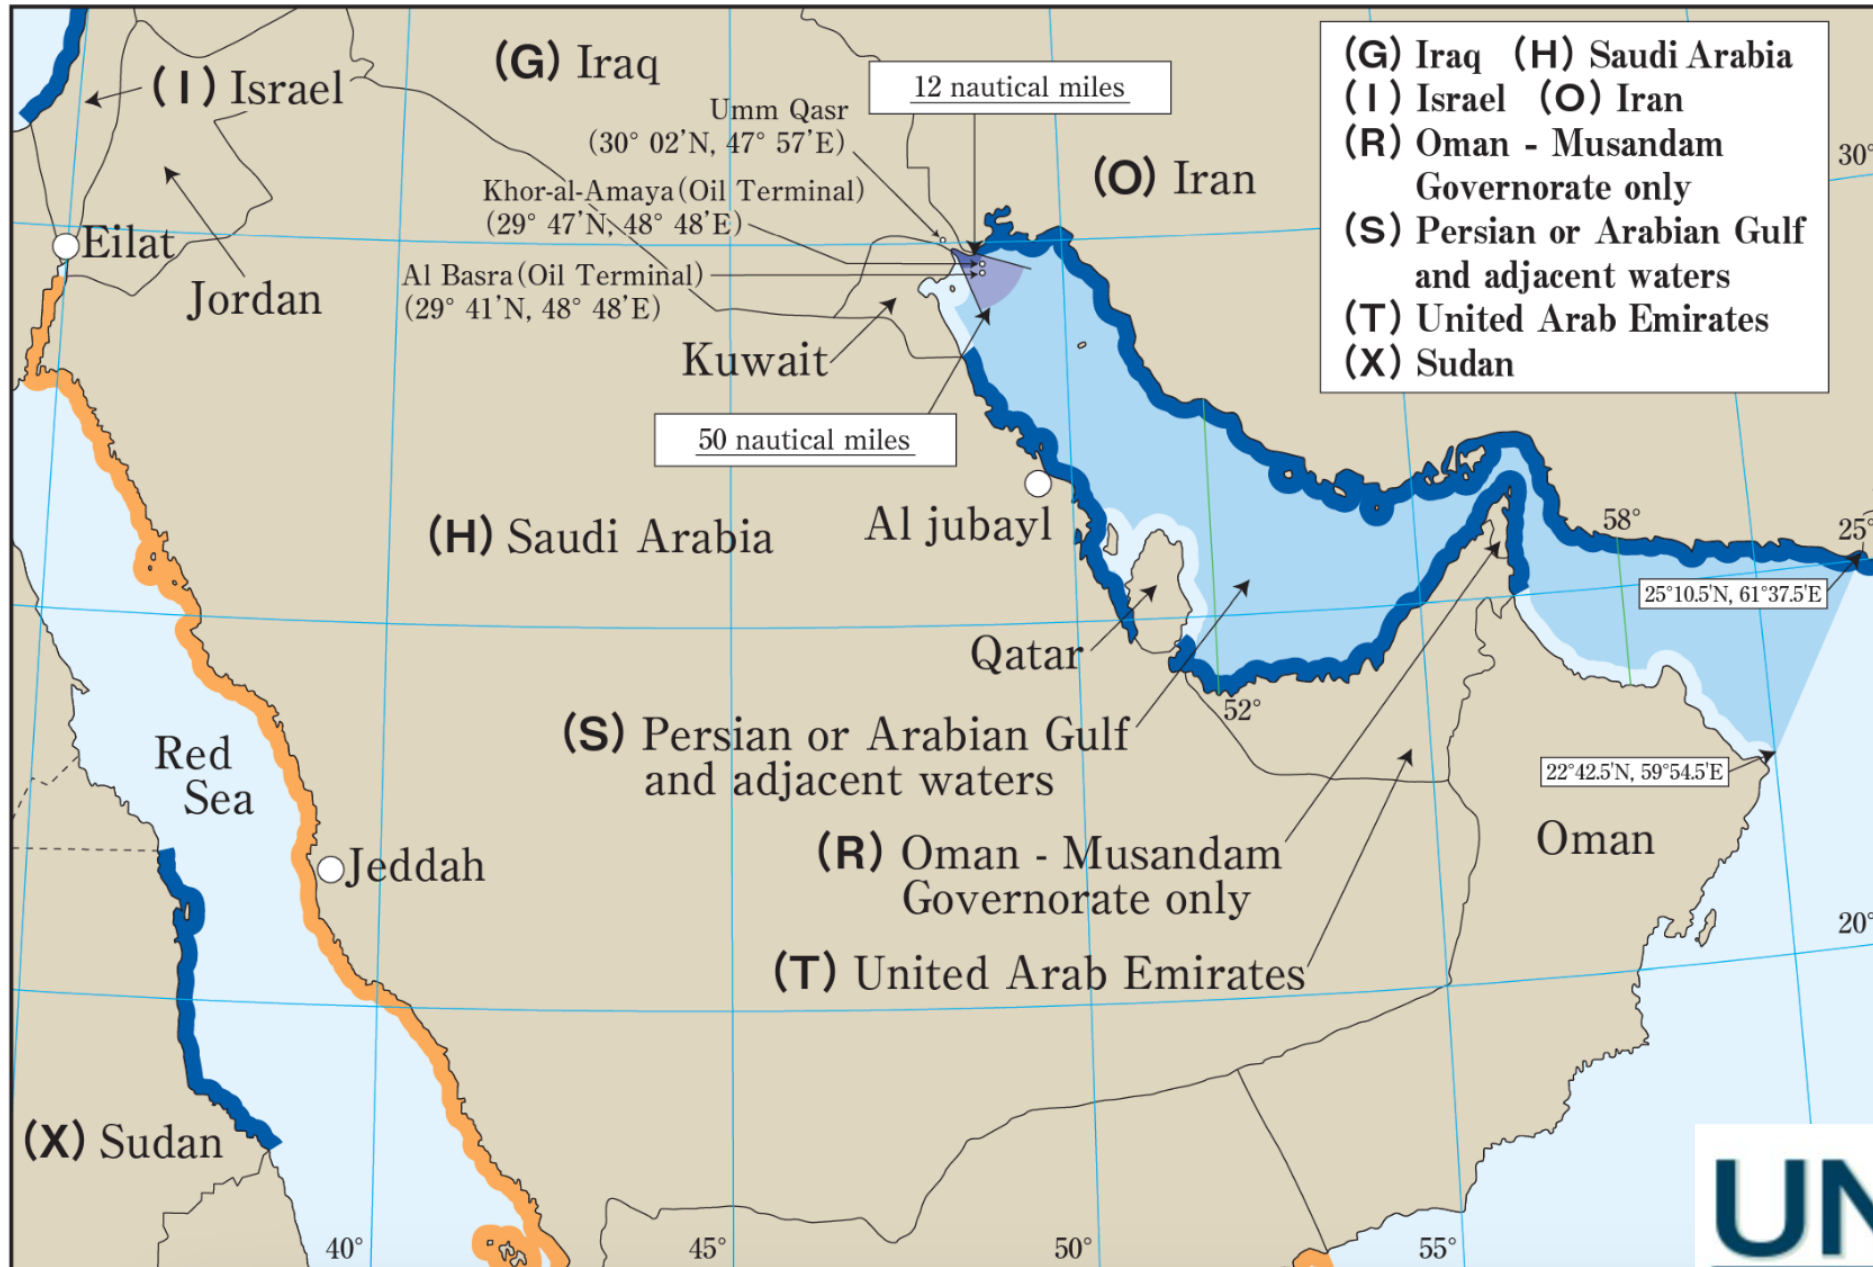 (G) Iraq
(I) Israel
12 nautical miles
Umm Qasr
(30° 02’N, 47° 57’E)
(O) Iran
Khor-al-Amaya (Oil Terminal)
(29° 47’N, 48° 48’E)
Eilat
Al Basra (Oil Terminal)
(29° 41’N, 48° 48’E)
Jordan
Kuwait
50 nautical miles
(G) Iraq (H) Saudi Arabia
(I) Israel (O) Iran
(R) Oman - Musandam
Governorate only
(S) Persian or Arabian Gulf
and adjacent waters
(T) United Arab Emirates
(X) Sudan
30°
(H) Saudi Arabia
Al jubayl
58°
25°
25°10.5'N, 61°37.5'E
Qatar
52°
(S) Persian or Arabian Gulf
and adjacent waters
Red
Sea
22°42.5'N, 59°54.5'E
Oman
(R) Oman - Musandam
Governorate only
Jeddah
20°
(T) United Arab Emirates
(X) Sudan
40°
45°
50°
55°
UN